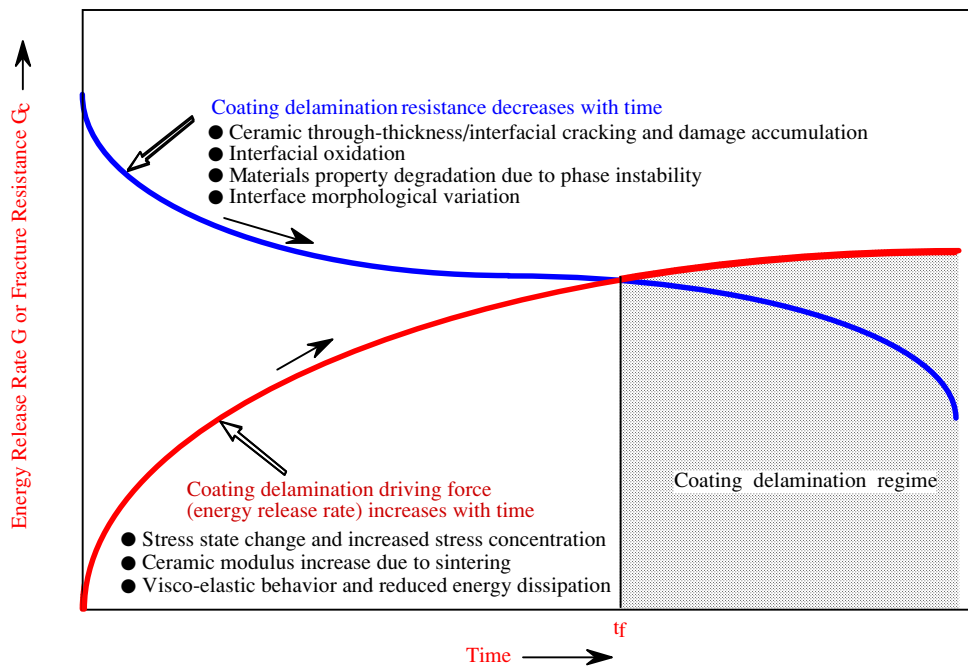 Energy Release Rate G or Fracture Resistance Gc
Coating delamination resistance decreases with time
● Ceramic through-thickness/interfacial cracking and damage accumulation
● Interfacial oxidation
● Materials property degradation due to phase instability
● Interface morphological variation
Coating delamination driving force
(energy release rate) increases with time
● Stress state change and increased stress concentration
● Ceramic modulus increase due to sintering
● Visco-elastic behavior and reduced energy dissipation
Coating delamination regime
tf
Time